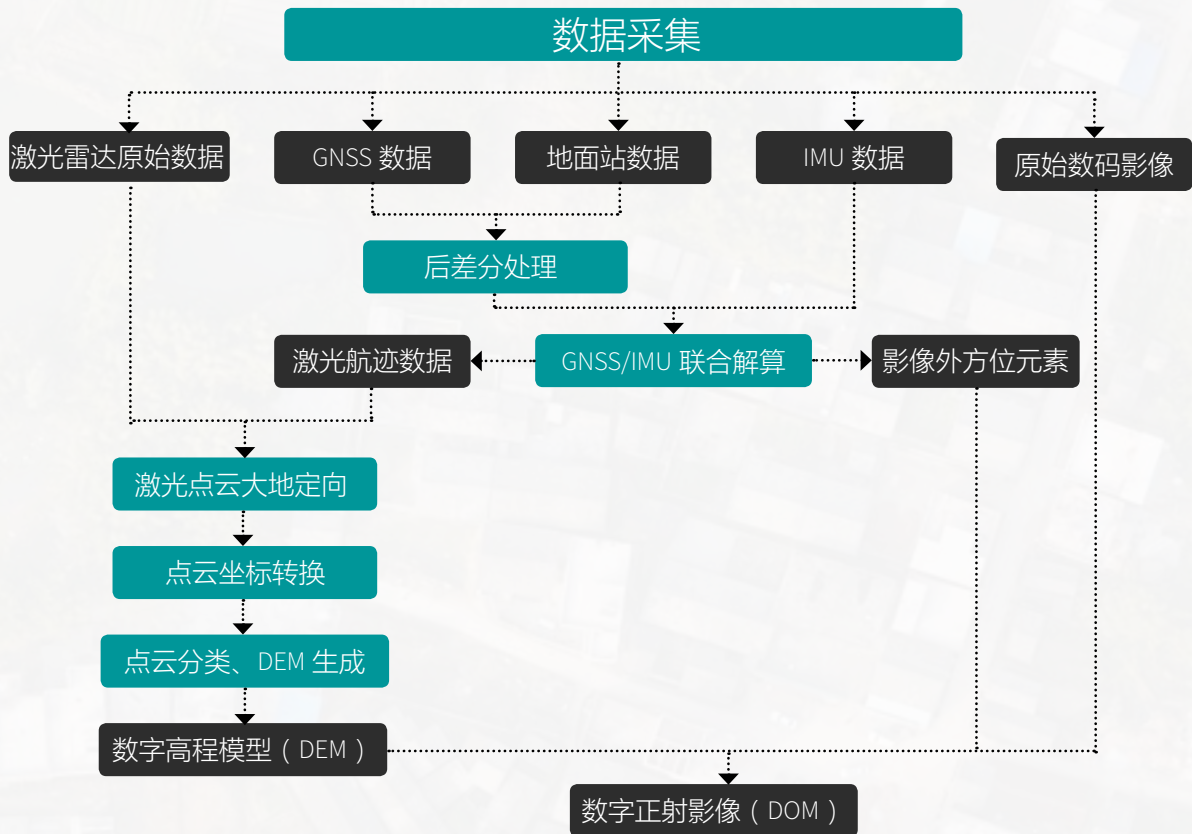 数据采集
激光雷达原始数据
GNSS 数据
地面站数据
IMU 数据
原始数码影像
后差分处理
激光航迹数据
GNSS/IMU 联合解算
影像外方位元素
激光点云大地定向
点云坐标转换
点云分类、DEM 生成
数字高程模型（DEM）
数字正射影像（DOM）